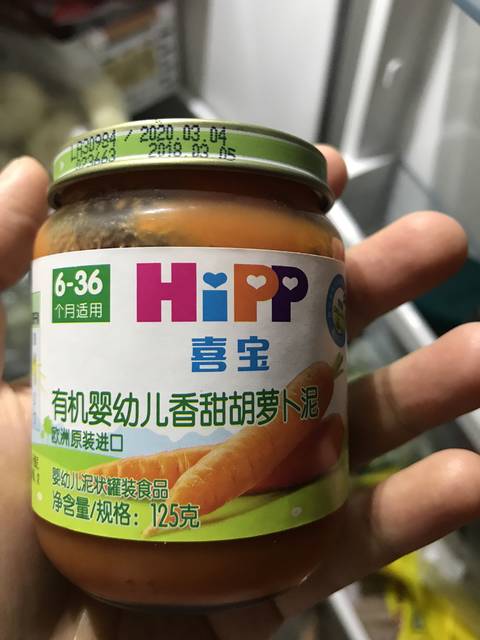 LA30994 / 2020.03.04
023663 2018.03.05
6-36
个月适用
HiPP
喜宝
有机婴幼儿香甜胡萝卜泥
欧洲原装进口
婴幼儿泥状罐装食品
净含量/规格：125克